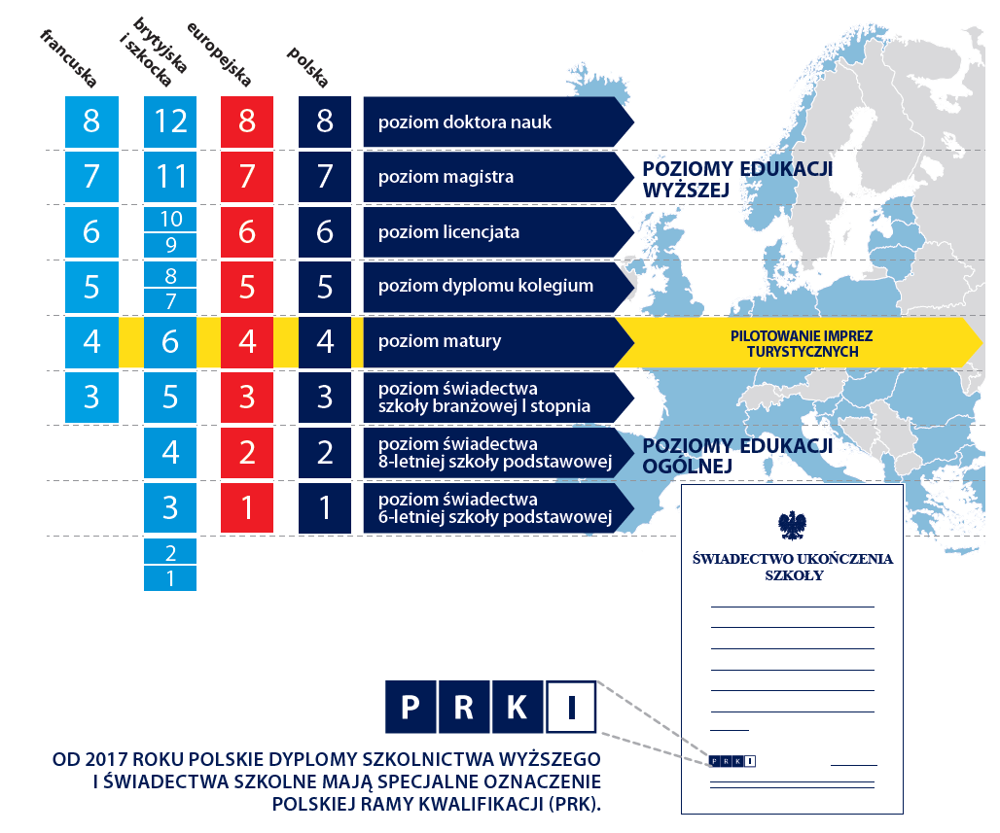 francuska
brytyjska
i szkocka
europejska
polska
8 12 8 8 poziom doktora nauk
7 11 7 7 poziom magistra
POZIOMY EDUKACJI
WYŻSZEJ
6 10 6 6 poziom licencjata
9
5 8 5 5 poziom dyplomu kolegium
7
4 6 4 4 poziom matury
PILOTOWANIE IMPREZ
TURYSTYCZNYCH
3 5 3 3 poziom świadectwa
szkoły branżowej I stopnia
4 2 2 poziom świadectwa
8-letniej szkoły podstawowej
POZIOMY EDUKACJI
OGÓLNEJ
3 1 1 poziom świadectwa
6-letniej szkoły podstawowej
2
1
ŚWIADECTWO UKOŃCZENIA
SZKOŁY
P R K I
P R K I
OD 2017 ROKU POLSKIE DYPLOMY SZKOLNICTWA WYŻSZEGO
I ŚWIADECTWA SZKOLNE MAJĄ SPECJALNE OZNACZENIE
POLSKIEJ RAMY KWALIFIKACJI (PRK).